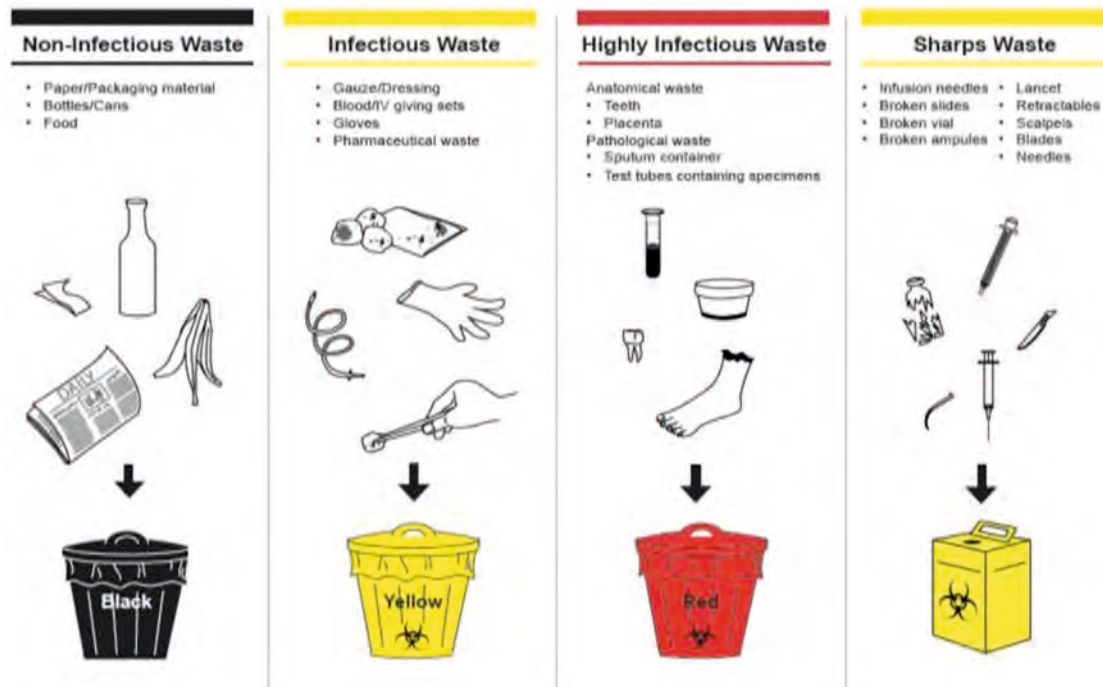 Non-Infectious Waste
• Paper/Packaging material
• Bottles/Cans
• Food
DAILY
Black
Infectious Waste
• Gauze/Dressing
• Blood/IV giving sets
• Gloves
• Pharmaceutical waste
Yellow
Highly Infectious Waste
Anatomical waste
• Teeth
• Placenta
Pathological waste
• Sputum container
• Test tubes containing specimens
Red
Sharps Waste
• Infusion needles
• Broken slides
• Broken vial
• Broken ampules
• Lancet
• Retractables
• Scalpels
• Blades
• Needles